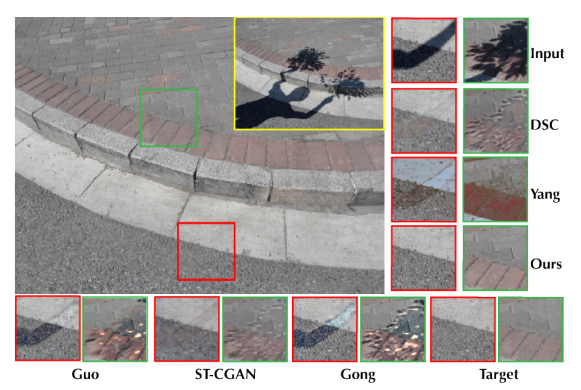 Input
DSC
Yang
Ours
Guo
ST-CGAN
Gong
Target